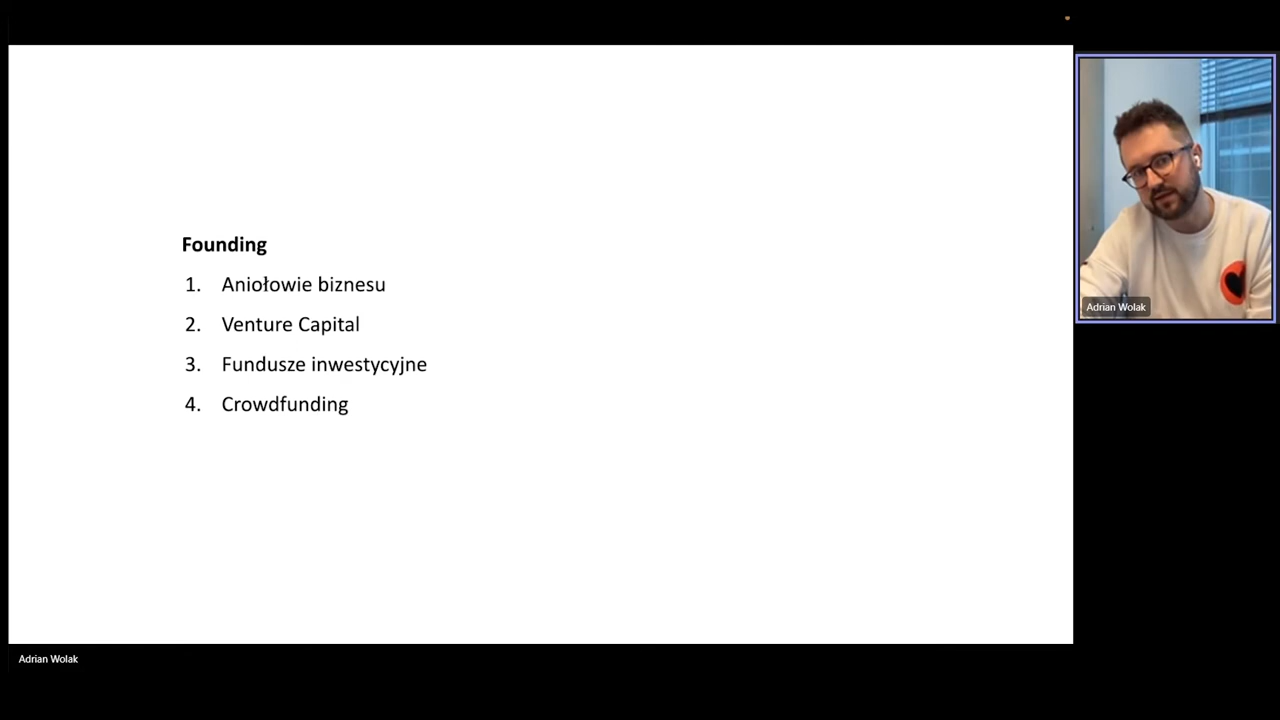 Founding
1. Aniołowie biznesu
2. Venture Capital
3. Fundusze inwestycyjne
4. Crowdfunding
Adrian Wolak
Adrian Wolak